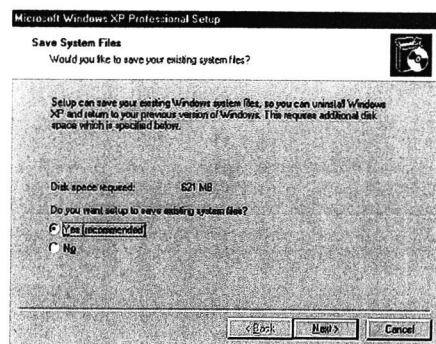 Microsoft Windows XP Professional Setup
Save System Files
Would you like to save your existing system files?
Setup can save your existing Windows system files, so you can uninstall Windows
XP and return to your previous version of Windows. This requires additional disk
space which is specified below.
Disk space required: 621 MB
Do you want setup to save existing system files?
Yes (recommended)
No
< Back Next > Cancel